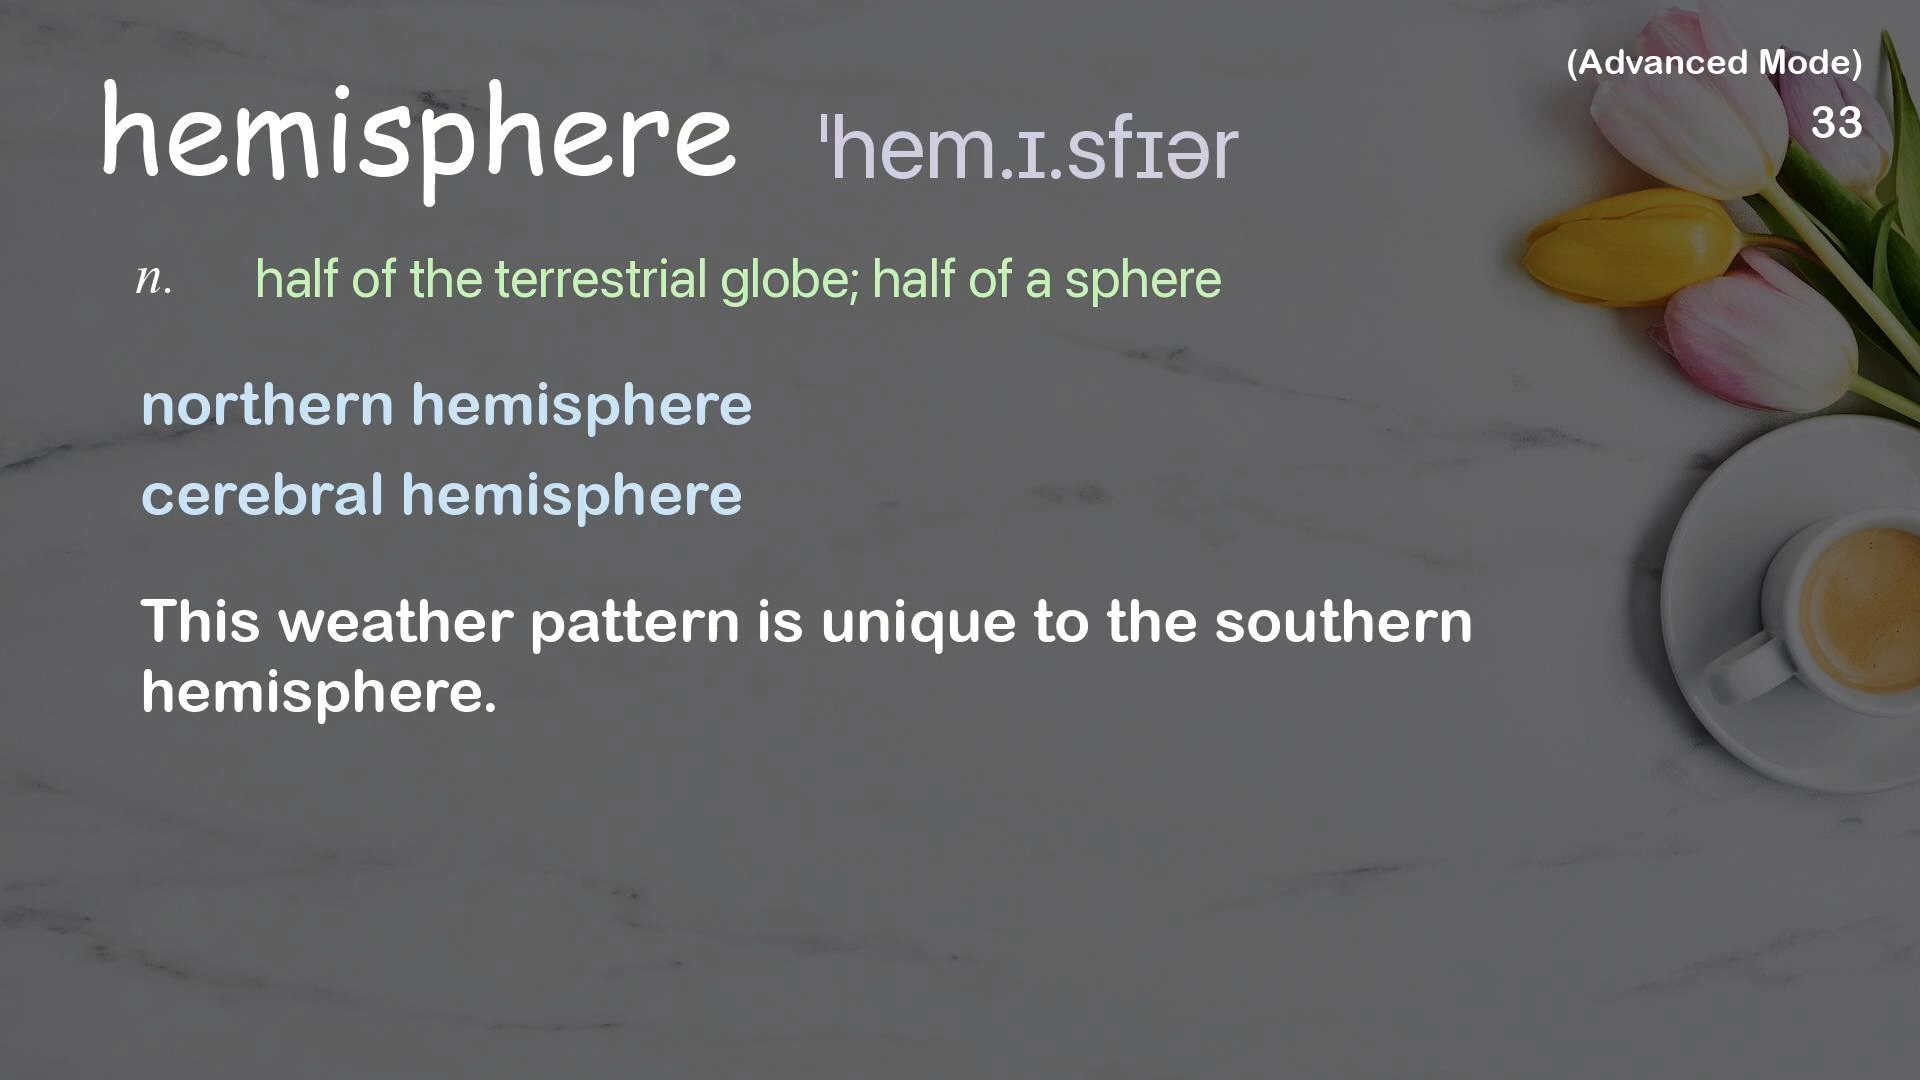 (Advanced Mode)
hemisphere ˈhem.ɪ.sfɪər
33
n. half of the terrestrial globe; half of a sphere
northern hemisphere
cerebral hemisphere
This weather pattern is unique to the southern
hemisphere.